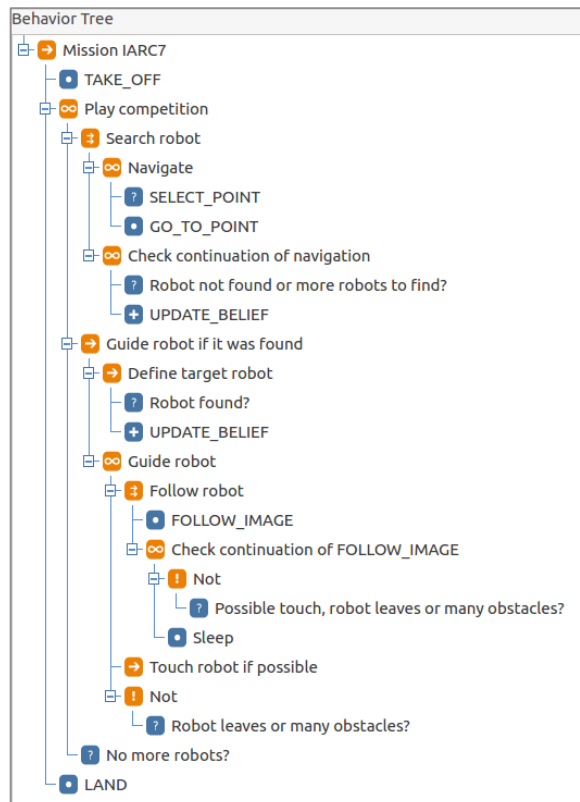 Behavior Tree
Mission IARC7
TAKE_OFF
Play competition
Search robot
Navigate
SELECT_POINT
GO_TO_POINT
Check continuation of navigation
Robot not found or more robots to find?
UPDATE_BELIEF
Guide robot if it was found
Define target robot
Robot found?
UPDATE_BELIEF
Guide robot
Follow robot
FOLLOW_IMAGE
Check continuation of FOLLOW_IMAGE
Not
Possible touch, robot leaves or many obstacles?
Sleep
Touch robot if possible
Not
Robot leaves or many obstacles?
No more robots?
LAND